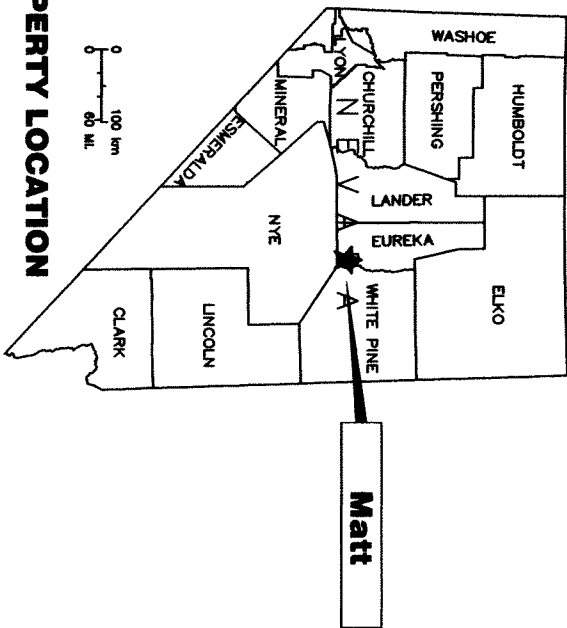 Matt
HUMBOLDT
ELKO
WASHOE
PERSHING
LANDER
EUREKA
WHITE PINE
CHURCHILL
LYON
N E V A A
MINERAL
NYE
ESMERALDA
LINCOLN
CLARK
0 100 km
0 60 MI.
PERTY LOCATION